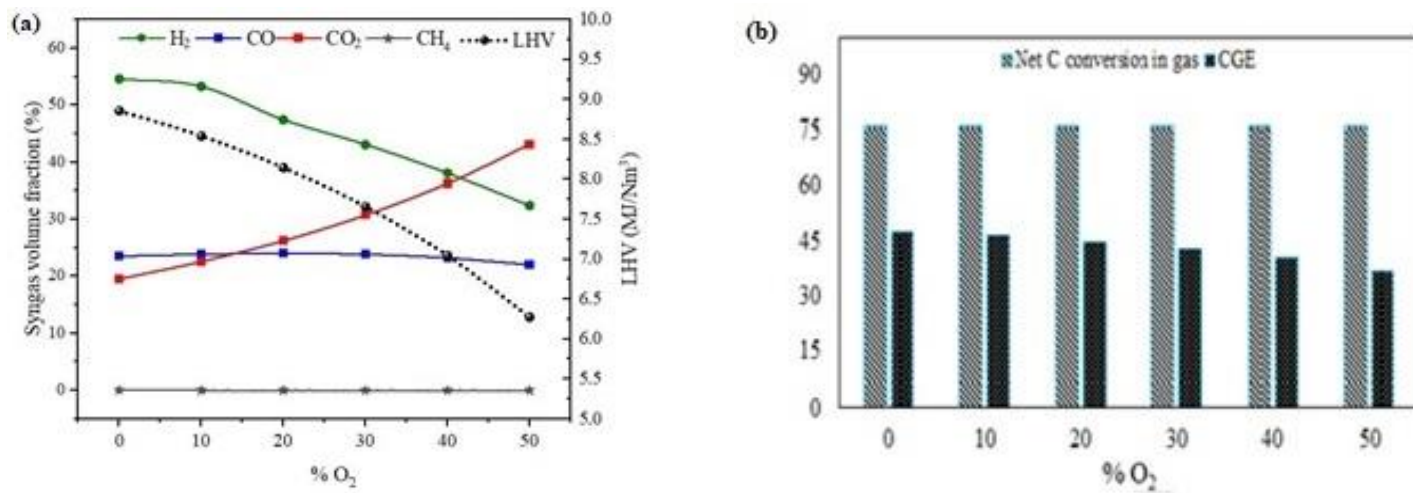 (a)
H₂ CO CO₂ CH₄ LHV
Syngas volume fraction (%)
60
50
40
30
20
10
0
10.0
9.5
9.0
8.5
8.0
7.5
7.0
6.5
6.0
5.5
5.0
LHV (MJ/Nm³)
0 10 20 30 40 50
% O₂
(b)
Net C conversion in gas CGE
90
75
60
45
30
15
0
0 10 20 30 40 50
% O₂